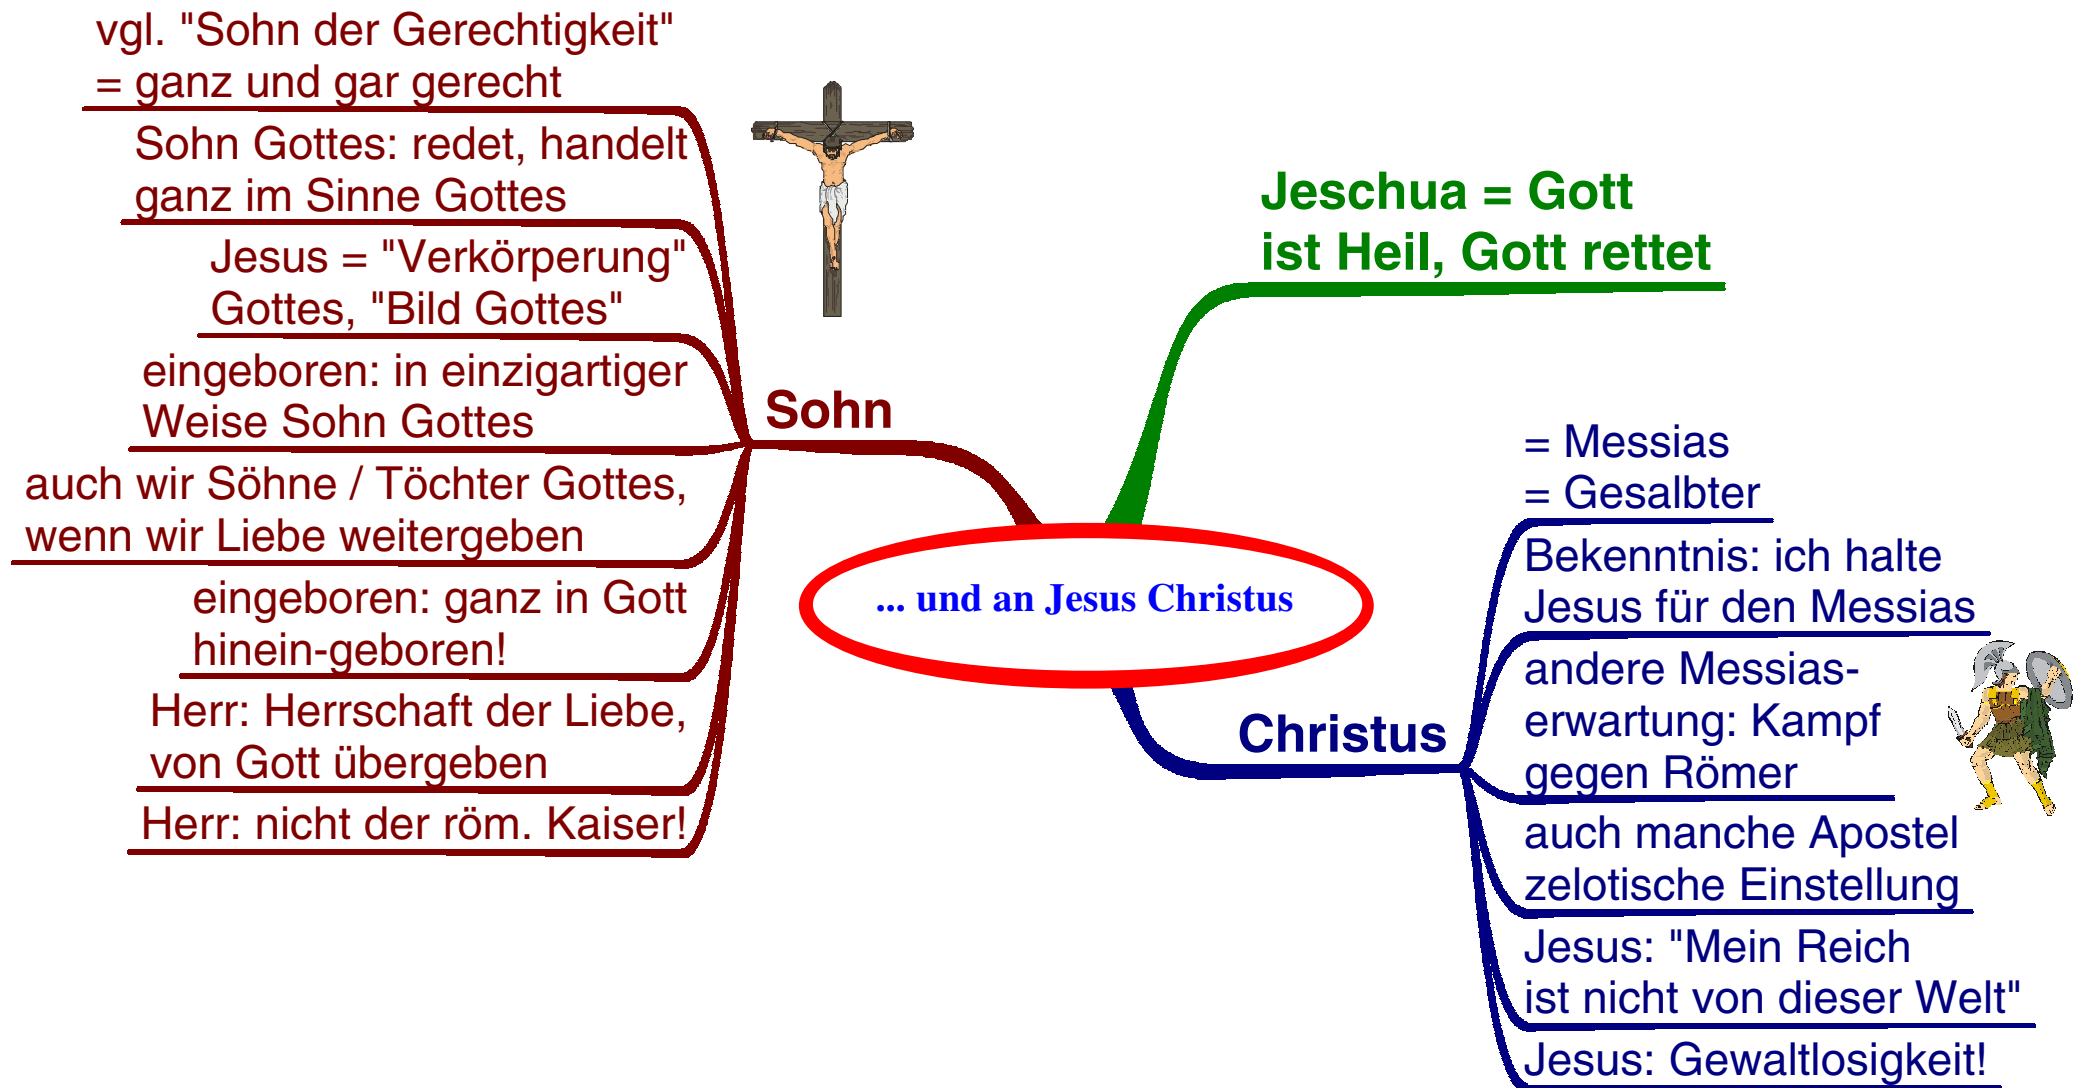 vgl. "Sohn der Gerechtigkeit"
= ganz und gar gerecht
Sohn Gottes: redet, handelt
ganz im Sinne Gottes
Jesus = "Verkörperung"
Gottes, "Bild Gottes"
eingeboren: in einzigartiger
Weise Sohn Gottes
auch wir Söhne / Töchter Gottes,
wenn wir Liebe weitergeben
eingeboren: ganz in Gott
hinein-geboren!
Herr: Herrschaft der Liebe,
von Gott übergeben
Herr: nicht der röm. Kaiser!
Sohn
... und an Jesus Christus
Jeschua = Gott
ist Heil, Gott rettet
Christus
= Messias
= Gesalbter
Bekenntnis: ich halte
Jesus für den Messias
andere Messias-
erwartung: Kampf
gegen Römer
auch manche Apostel
zelotische Einstellung
Jesus: "Mein Reich
ist nicht von dieser Welt"
Jesus: Gewaltlosigkeit!